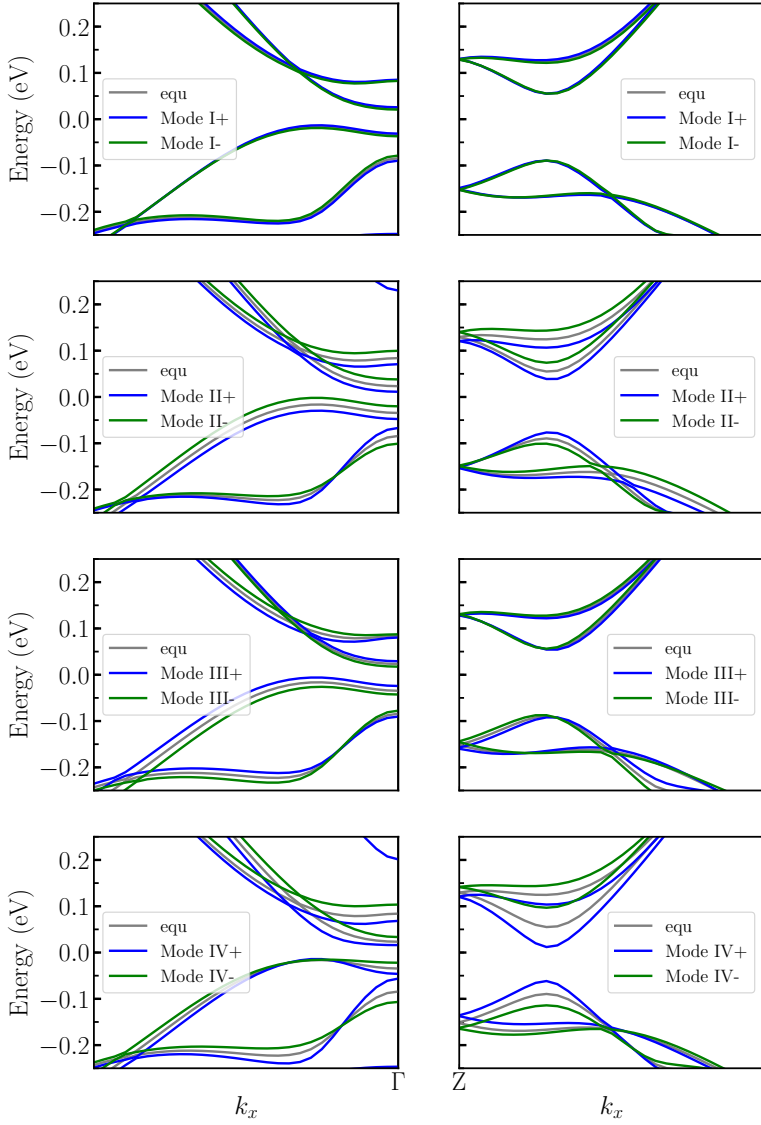 0.2
0.1
0.0
−0.1
−0.2
Energy (eV)
equ
Mode I+
Mode I-
equ
Mode I+
Mode I-
0.2
0.1
0.0
−0.1
−0.2
Energy (eV)
equ
Mode II+
Mode II-
equ
Mode II+
Mode II-
0.2
0.1
0.0
−0.1
−0.2
Energy (eV)
equ
Mode III+
Mode III-
equ
Mode III+
Mode III-
0.2
0.1
0.0
−0.1
−0.2
Energy (eV)
equ
Mode IV+
Mode IV-
equ
Mode IV+
Mode IV-
Γ
Z
k_x
k_x